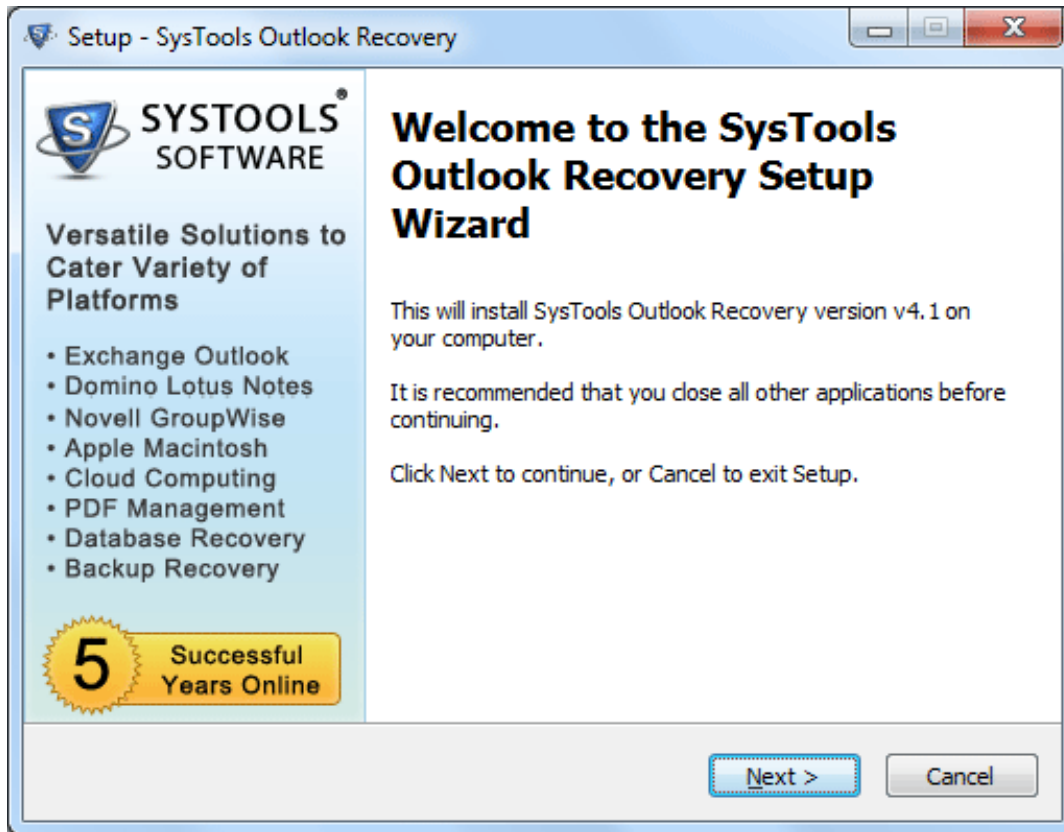 Setup - SysTools Outlook Recovery
SYSTOOLS®
SOFTWARE
Versatile Solutions to
Cater Variety of
Platforms
• Exchange Outlook
• Domino Lotus Notes
• Novell GroupWise
• Apple Macintosh
• Cloud Computing
• PDF Management
• Database Recovery
• Backup Recovery
5
Successful
Years Online
Welcome to the SysTools
Outlook Recovery Setup
Wizard
This will install SysTools Outlook Recovery version v4.1 on
your computer.
It is recommended that you close all other applications before
continuing.
Click Next to continue, or Cancel to exit Setup.
Next >
Cancel